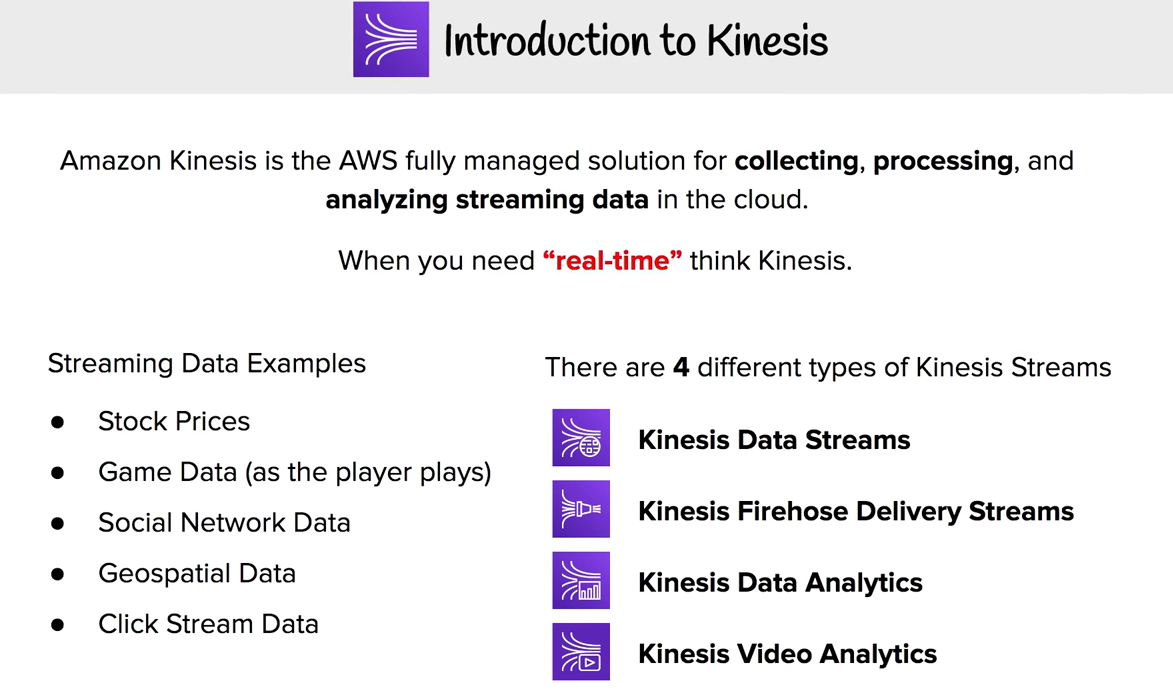 Introduction to Kinesis
Amazon Kinesis is the AWS fully managed solution for collecting, processing, and
analyzing streaming data in the cloud.
When you need “real-time” think Kinesis.
Streaming Data Examples
● Stock Prices
● Game Data (as the player plays)
● Social Network Data
● Geospatial Data
● Click Stream Data
There are 4 different types of Kinesis Streams
Kinesis Data Streams
Kinesis Firehose Delivery Streams
Kinesis Data Analytics
Kinesis Video Analytics